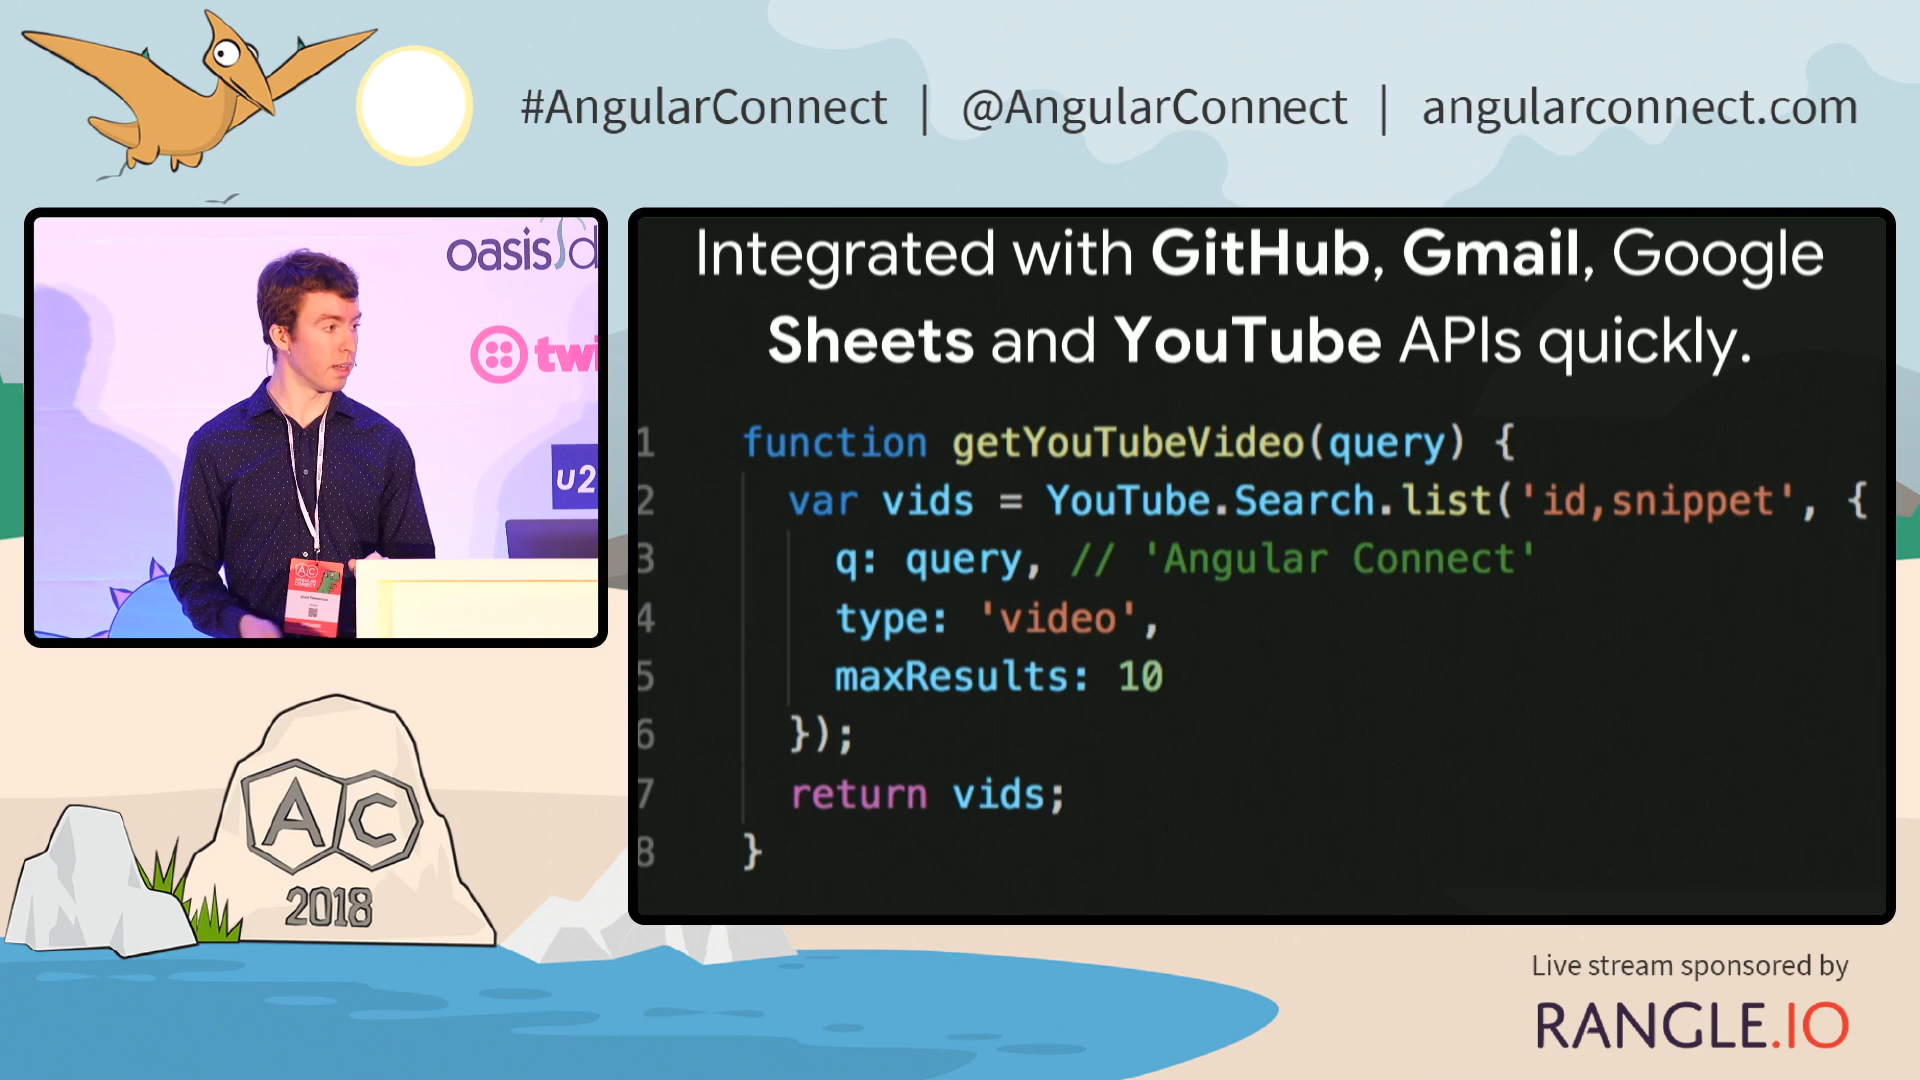 #AngularConnect | @AngularConnect | angularconnect.com
oasis d
twi
u2
AC
Integrated with GitHub, Gmail, Google
Sheets and YouTube APIs quickly.
1 function getYouTubeVideo(query) {
2 var vids = YouTube.Search.list('id,snippet', {
3 q: query, // 'Angular Connect'
4 type: 'video',
5 maxResults: 10
6 });
7 return vids;
8 }
AC
2018
Live stream sponsored by
RANGLE.IO